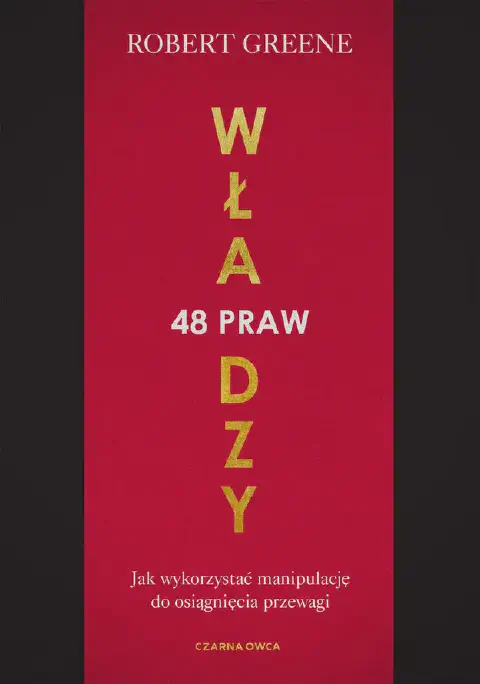 ROBERT GREENE
W
Ł
A
48 PRAW
D
Z
Y
Jak wykorzystać manipulację
do osiągnięcia przewagi
CZARNA OWCA